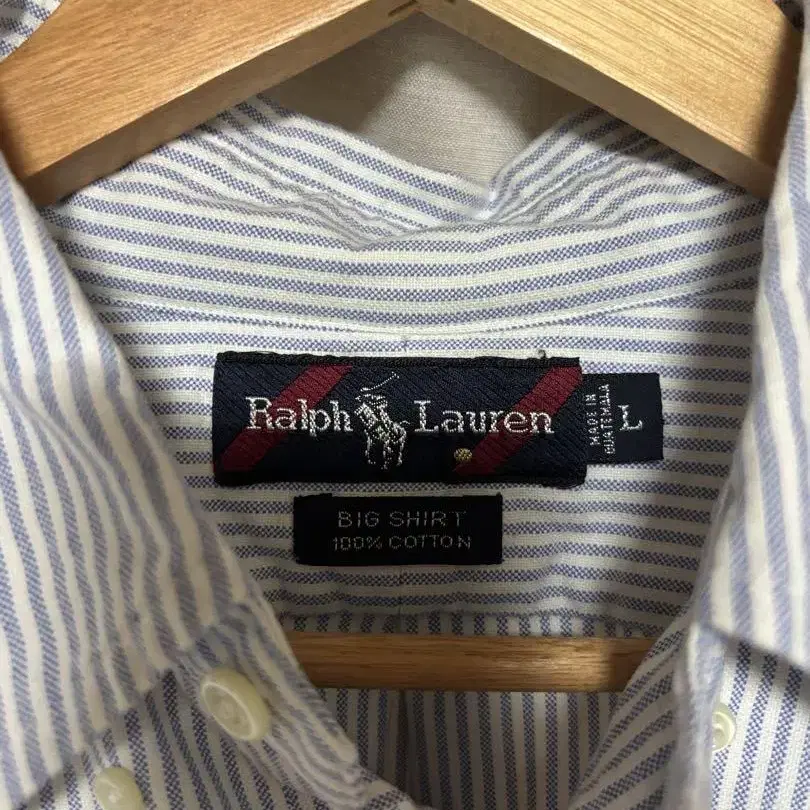 Ralph Lauren
MADE IN
GUATEMALA
L
BIG SHIRT
100% COTTON